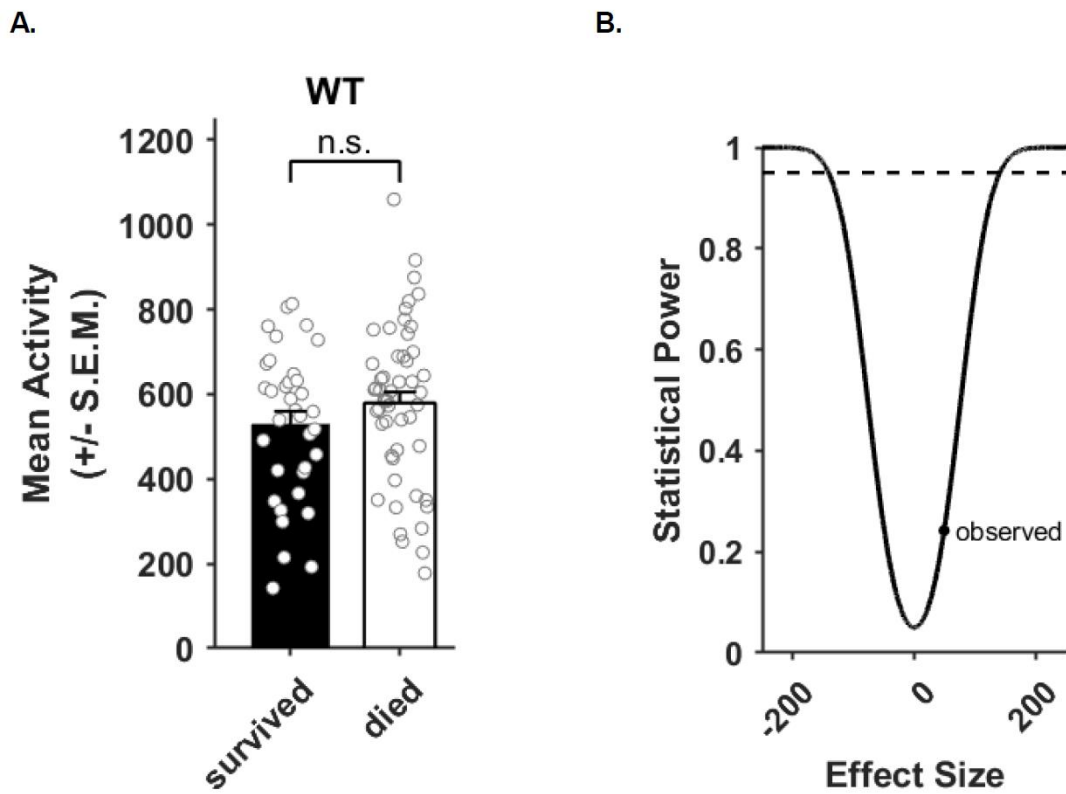 A.
WT
n.s.
1200
1000
800
600
400
200
0
Mean Activity
(+/- S.E.M.)
survived
died
B.
1
0.8
0.6
0.4
0.2
0
Statistical Power
observed
-200
0
200
Effect Size